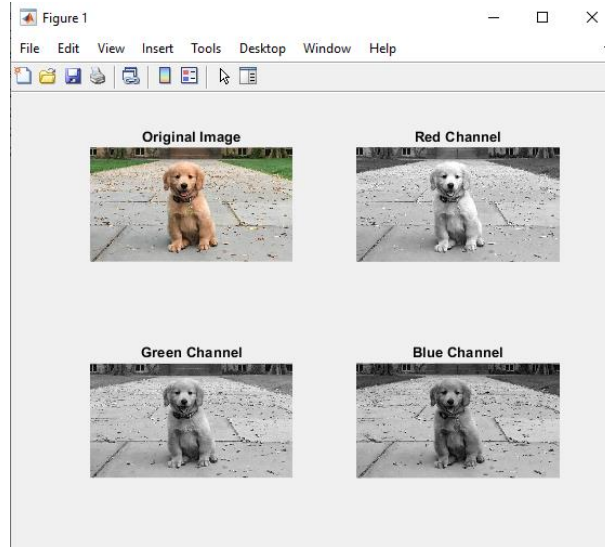 Figure 1
File Edit View Insert Tools Desktop Window Help
Original Image
Red Channel
Green Channel
Blue Channel